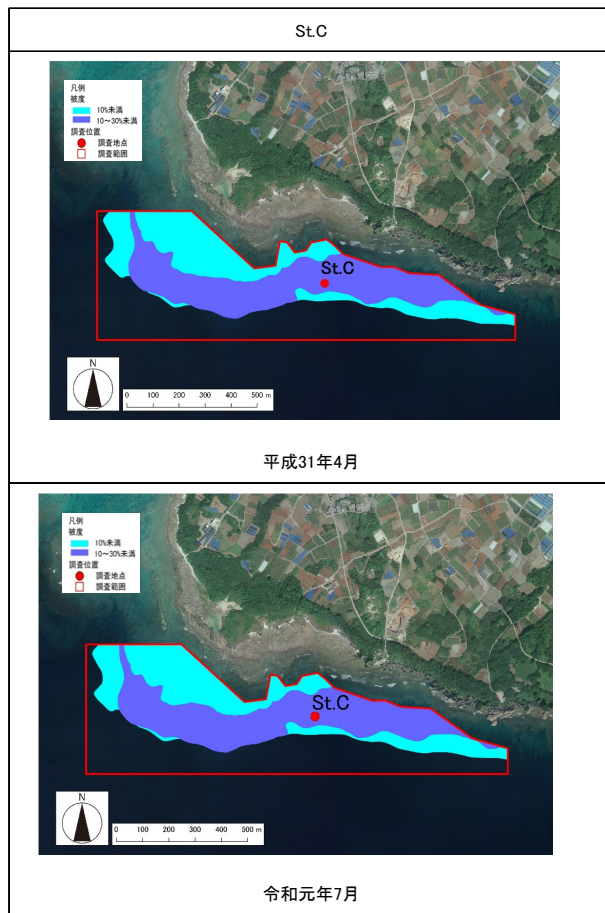 St.C
凡例
被度
10%未満
10～30%未満
調査位置
調査地点
調査範囲
St.C
N
0 100 200 300 400 500 m
平成31年4月
凡例
被度
10%未満
10～30%未満
調査位置
調査地点
調査範囲
St.C
N
0 100 200 300 400 500 m
令和元年7月